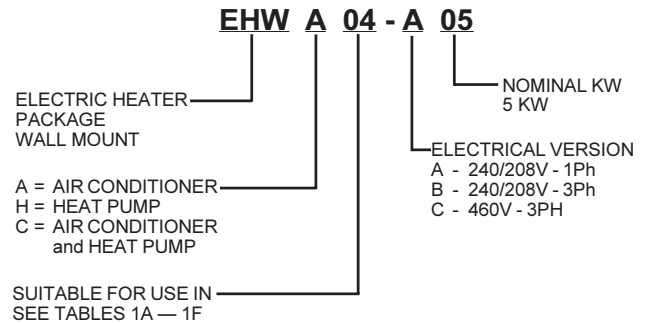 EHW A 04 - A 05
NOMINAL KW
5 KW
ELECTRIC HEATER
PACKAGE
WALL MOUNT
ELECTRICAL VERSION
A - 240/208V - 1Ph
B - 240/208V - 3Ph
C - 460V - 3PH
A = AIR CONDITIONER
H = HEAT PUMP
C = AIR CONDITIONER
and HEAT PUMP
SUITABLE FOR USE IN
SEE TABLES 1A — 1F